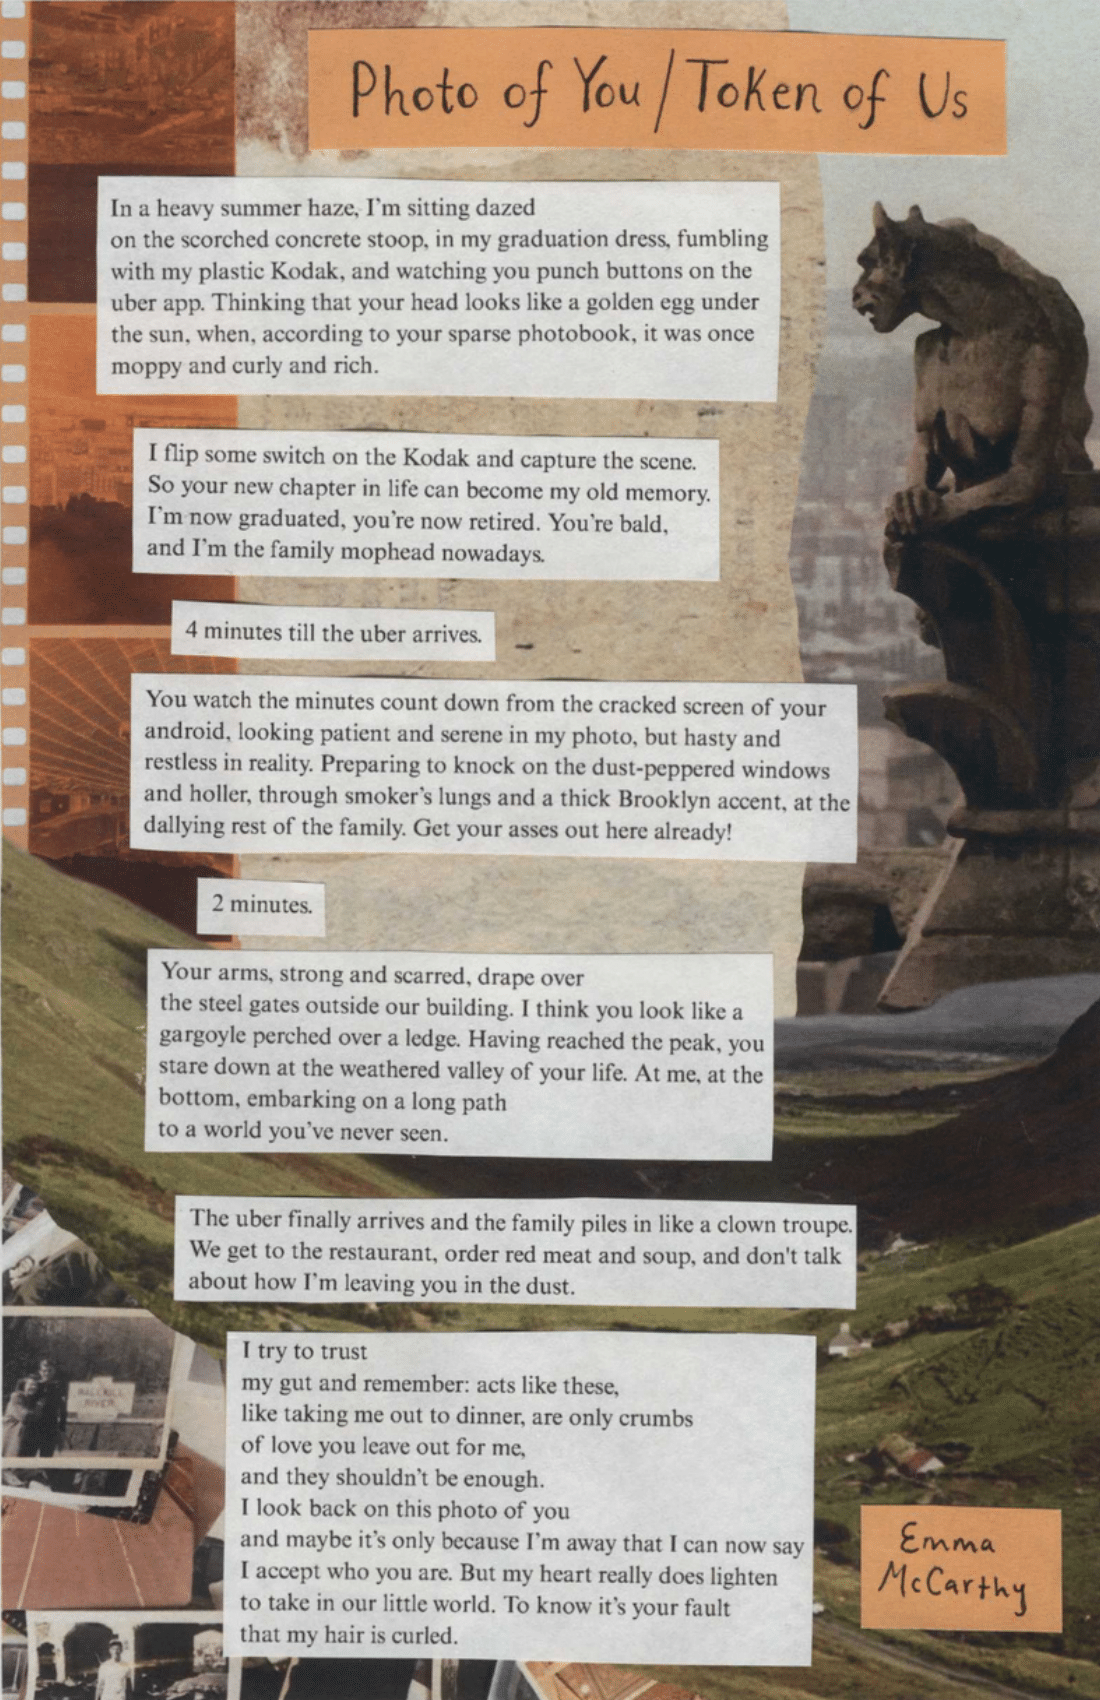 Photo of You / Token of Us
In a heavy summer haze, I'm sitting dazed
on the scorched concrete stoop, in my graduation dress, fumbling
with my plastic Kodak, and watching you punch buttons on the
uber app. Thinking that your head looks like a golden egg under
the sun, when, according to your sparse photobook, it was once
moppy and curly and rich.
I flip some switch on the Kodak and capture the scene.
So your new chapter in life can become my old memory.
I'm now graduated, you're now retired. You're bald,
and I'm the family mophead nowadays.
4 minutes till the uber arrives.
You watch the minutes count down from the cracked screen of your
android, looking patient and serene in my photo, but hasty and
restless in reality. Preparing to knock on the dust-peppered windows
and holler, through smoker's lungs and a thick Brooklyn accent, at the
dallying rest of the family. Get your asses out here already!
2 minutes.
Your arms, strong and scarred, drape over
the steel gates outside our building. I think you look like a
gargoyle perched over a ledge. Having reached the peak, you
stare down at the weathered valley of your life. At me, at the
bottom, embarking on a long path
to a world you've never seen.
The uber finally arrives and the family piles in like a clown troupe.
We get to the restaurant, order red meat and soup, and don't talk
about how I'm leaving you in the dust.
I try to trust
my gut and remember: acts like these,
like taking me out to dinner, are only crumbs
of love you leave out for me,
and they shouldn't be enough.
I look back on this photo of you
and maybe it's only because I'm away that I can now say
I accept who you are. But my heart really does lighten
to take in our little world. To know it's your fault
that my hair is curled.
RIVER
Emma
McCarthy